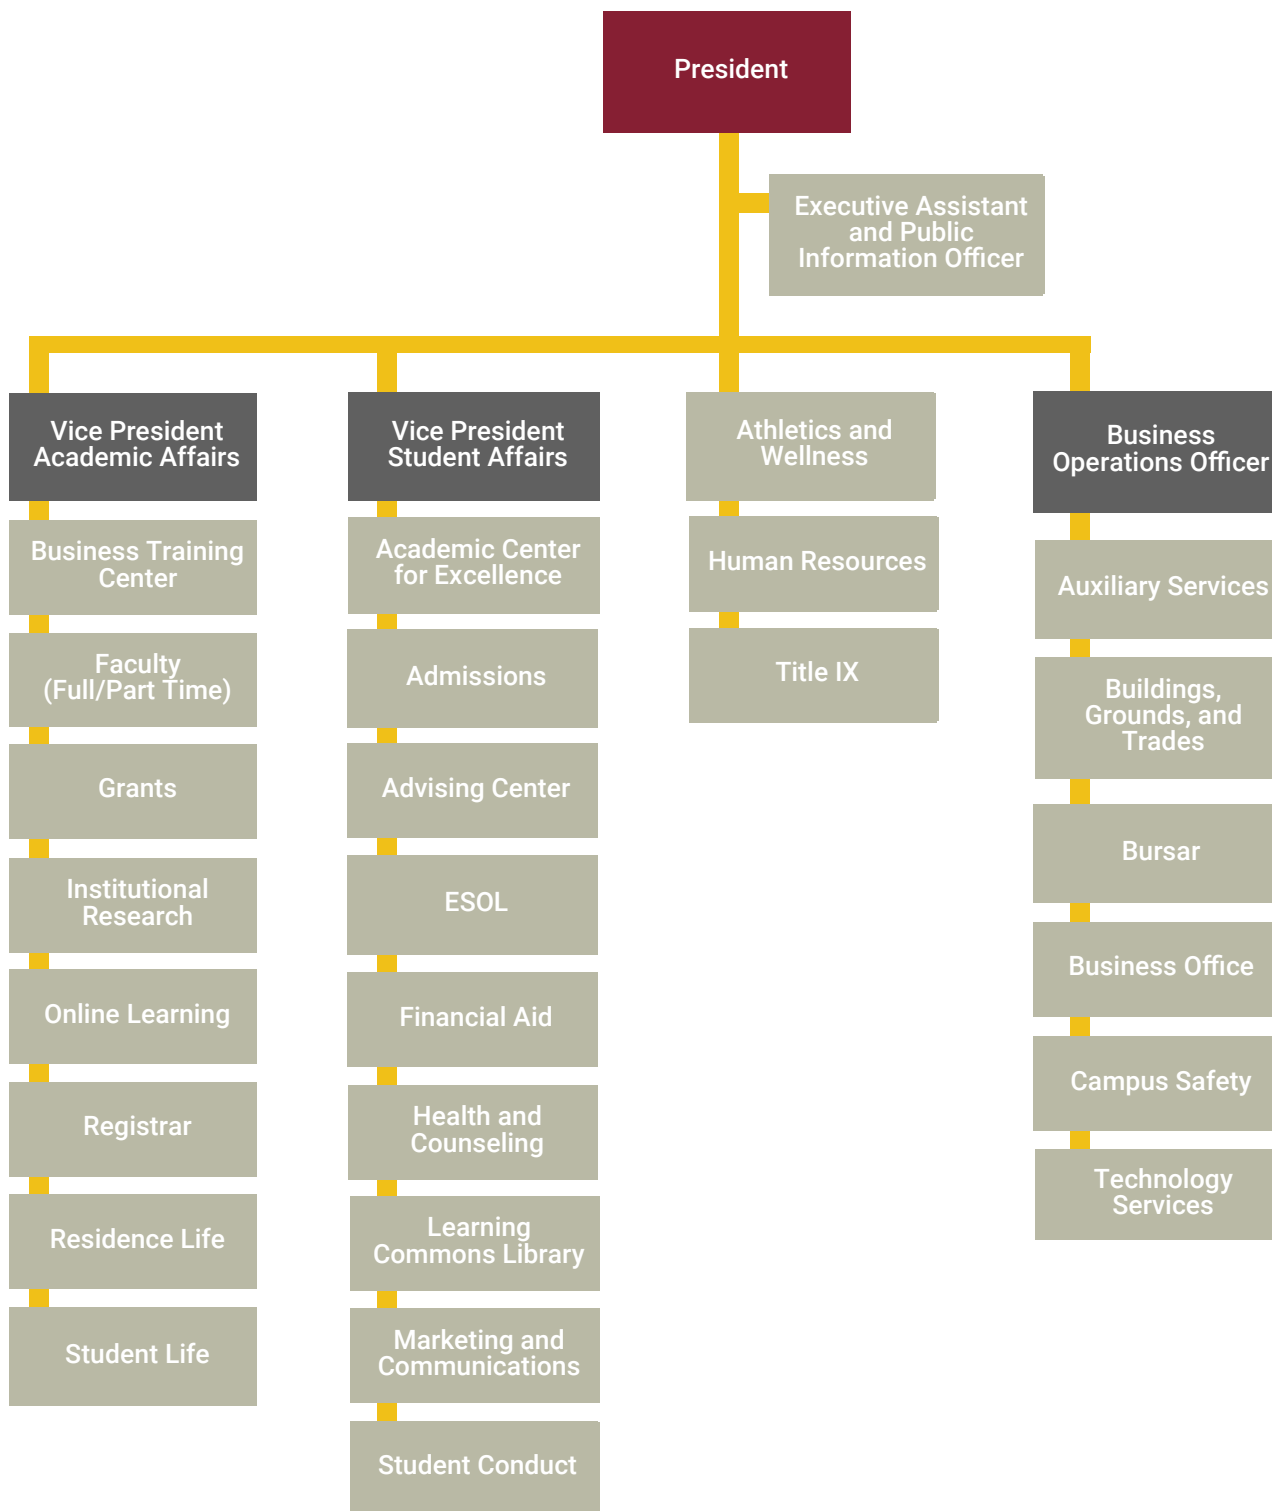 President
Executive Assistant
and Public
Information Officer
Vice President
Academic Affairs
Business Training
Center
Faculty
(Full/Part Time)
Grants
Institutional
Research
Online Learning
Registrar
Residence Life
Student Life
Vice President
Student Affairs
Academic Center
for Excellence
Admissions
Advising Center
ESOL
Financial Aid
Health and
Counseling
Learning
Commons Library
Marketing and
Communications
Student Conduct
Athletics and
Wellness
Human Resources
Title IX
Business
Operations Officer
Auxiliary Services
Buildings,
Grounds, and
Trades
Bursar
Business Office
Campus Safety
Technology
Services